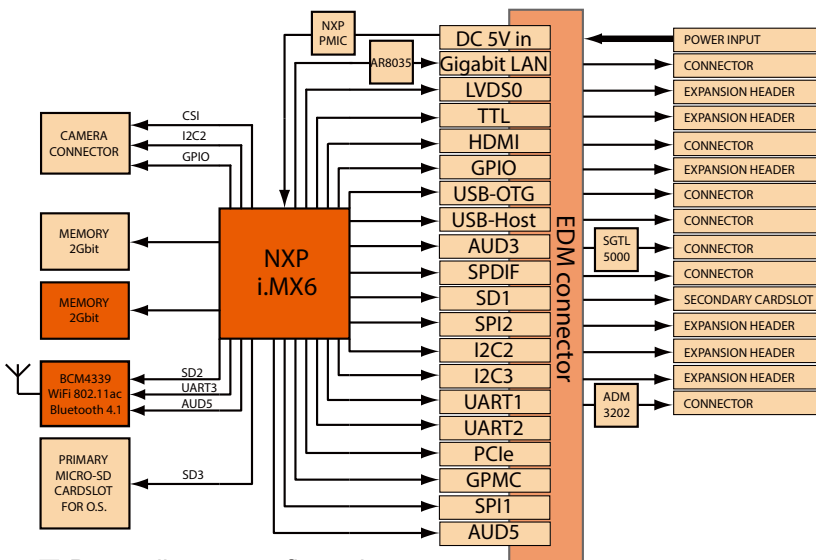 NXP
PMIC
AR8035
DC 5V in
Gigabit LAN
LVDS0
TTL
HDMI
GPIO
USB-OTG
USB-Host
AUD3
SPDIF
SD1
SPI2
I2C2
I2C3
UART1
UART2
PCIe
GPMC
SPI1
AUD5
EDM connector
POWER INPUT
CONNECTOR
EXPANSION HEADER
EXPANSION HEADER
CONNECTOR
EXPANSION HEADER
CONNECTOR
CONNECTOR
SGTL
5000
CONNECTOR
CONNECTOR
SECONDARY CARDSLOT
EXPANSION HEADER
EXPANSION HEADER
EXPANSION HEADER
ADM
3202
CONNECTOR
CAMERA
CONNECTOR
CSI
I2C2
GPIO
MEMORY
2Gbit
MEMORY
2Gbit
NXP
i.MX6
BCM4339
WiFi 802.11ac
Bluetooth 4.1
SD2
UART3
AUD5
PRIMARY
MICRO-SD
CARDSLOT
FOR O.S.
SD3